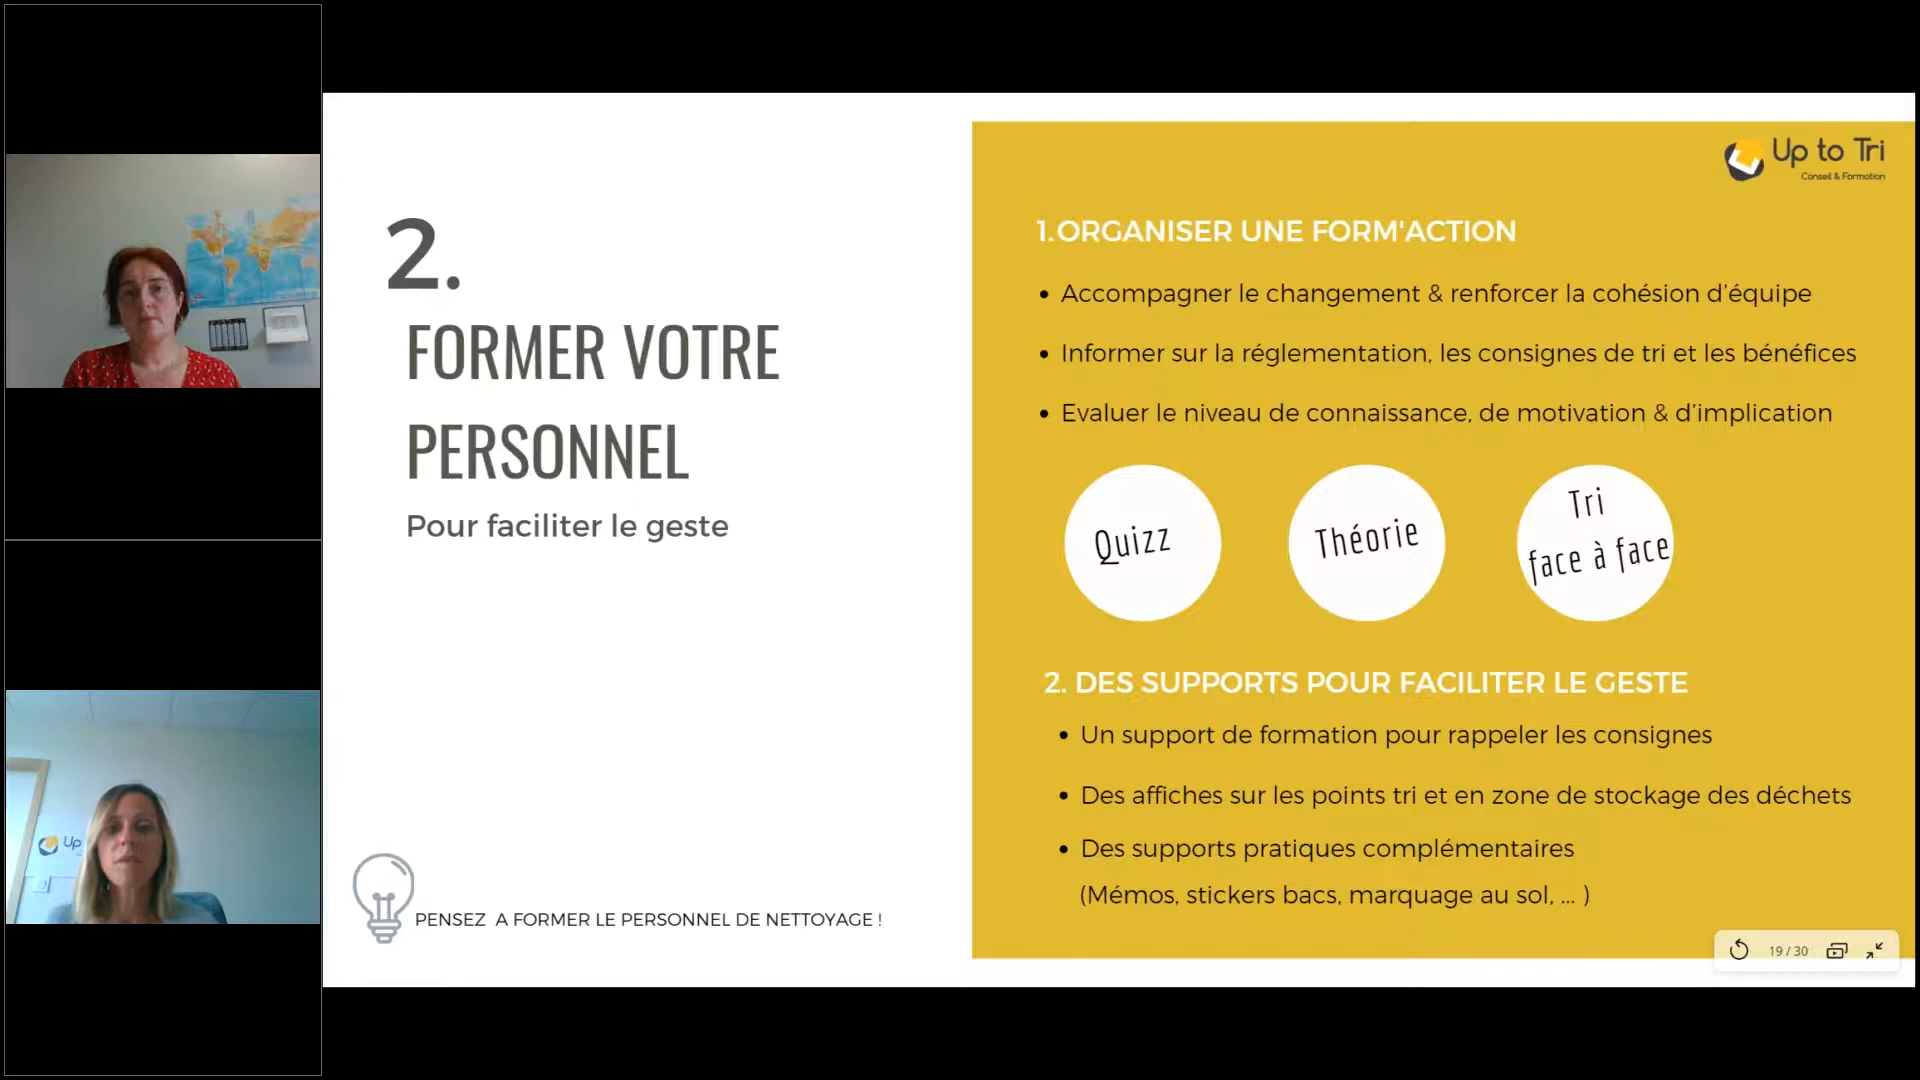 2.
FORMER VOTRE
PERSONNEL
Pour faciliter le geste
PENSEZ A FORMER LE PERSONNEL DE NETTOYAGE !
Up to Tri
Conseil & Formation
1.ORGANISER UNE FORM'ACTION
• Accompagner le changement & renforcer la cohésion d’équipe
• Informer sur la réglementation, les consignes de tri et les bénéfices
• Evaluer le niveau de connaissance, de motivation & d’implication
Quizz
Théorie
Tri
face à face
2. DES SUPPORTS POUR FACILITER LE GESTE
• Un support de formation pour rappeler les consignes
• Des affiches sur les points tri et en zone de stockage des déchets
• Des supports pratiques complémentaires
(Mémos, stickers bacs, marquage au sol, ... )
19 / 30
Up